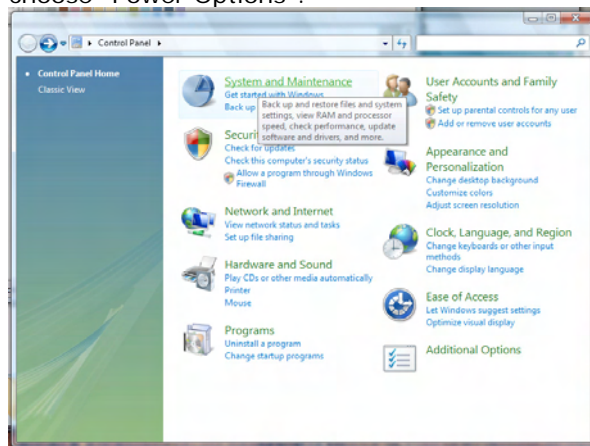 choose "Power Options".
Control Panel
Control Panel Home
Classic View
System and Maintenance
Get started with Windows
Back up
Back up and restore files and system
settings, view RAM and processor
speed, check performance, update
software and drivers, and more.
Securi
Check for updates
Check this computer's security status
Allow a program through Windows
Firewall
Network and Internet
View network status and tasks
Set up file sharing
Hardware and Sound
Play CDs or other media automatically
Printer
Mouse
Programs
Uninstall a program
Change startup programs
User Accounts and Family
Safety
Set up parental controls for any user
Add or remove user accounts
Appearance and
Personalization
Change desktop background
Customize colors
Adjust screen resolution
Clock, Language, and Region
Change keyboards or other input
methods
Change display language
Ease of Access
Let Windows suggest settings
Optimize visual display
Additional Options